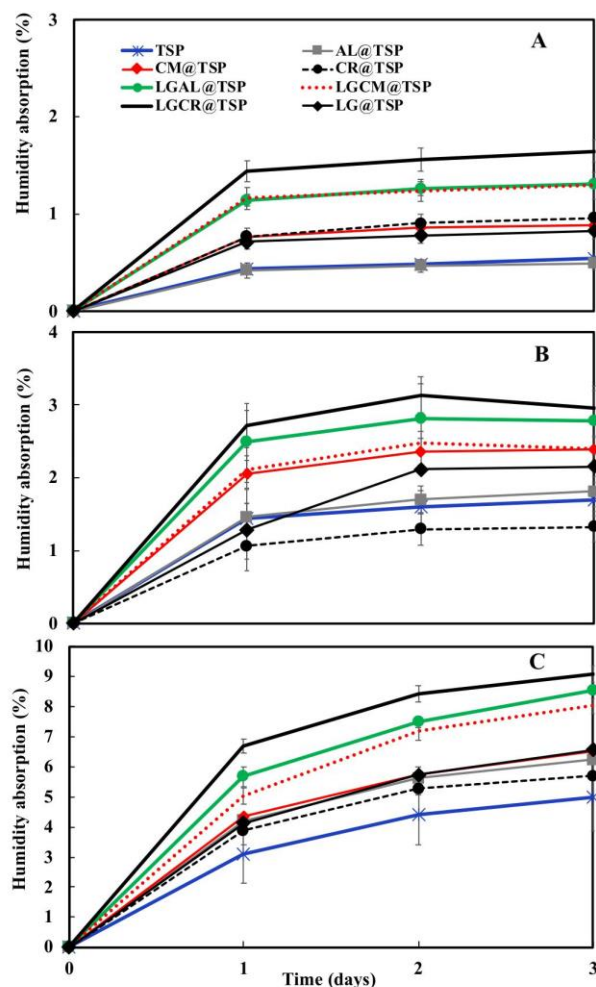 3
A
TSP AL@TSP
CM@TSP CR@TSP
LGAL@TSP LGCM@TSP
LGCR@TSP LG@TSP
2
1
0
Humidity absorption (%)
4
B
3
2
1
0
Humidity absorption (%)
10
C
9
8
7
6
5
4
3
2
1
0
Humidity absorption (%)
0 1 2 3
Time (days)